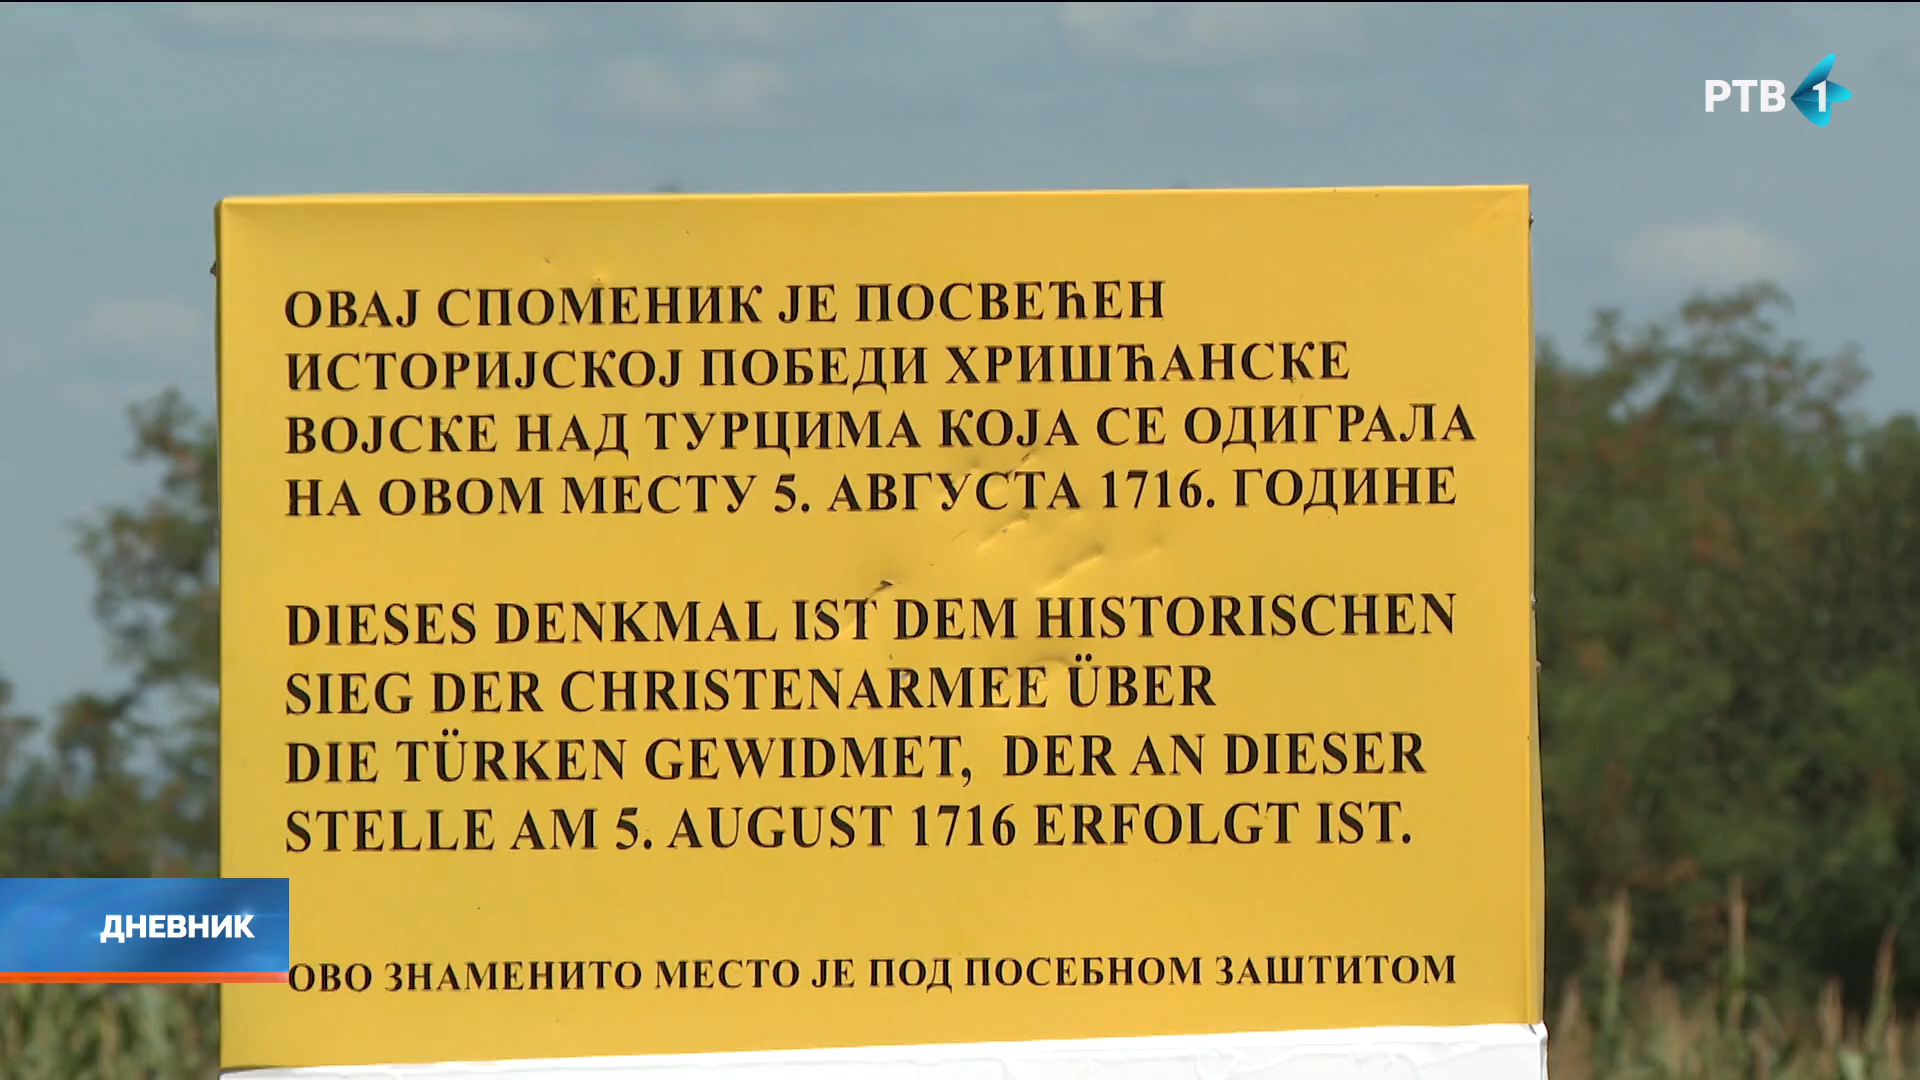 РТВ 1
ОВАЈ СПОМЕНИК ЈЕ ПОСВЕЋЕН
ИСТОРИЈСКОЈ ПОБЕДИ ХРИШЋАНСКЕ
ВОЈСКЕ НАД ТУРЦИМА КОЈА СЕ ОДИГРАЛА
НА ОВОМ МЕСТУ 5. АВГУСТА 1716. ГОДИНЕ
DIESES DENKMAL IST DEM HISTORISCHEN
SIEG DER CHRISTENARMEE ÜBER
DIE TÜRKEN GEWIDMET, DER AN DIESER
STELLE AM 5. AUGUST 1716 ERFOLGT IST.
ДНЕВНИК
ОВО ЗНАМЕНИТО МЕСТО ЈЕ ПОД ПОСЕБНОМ ЗАШТИТОМ